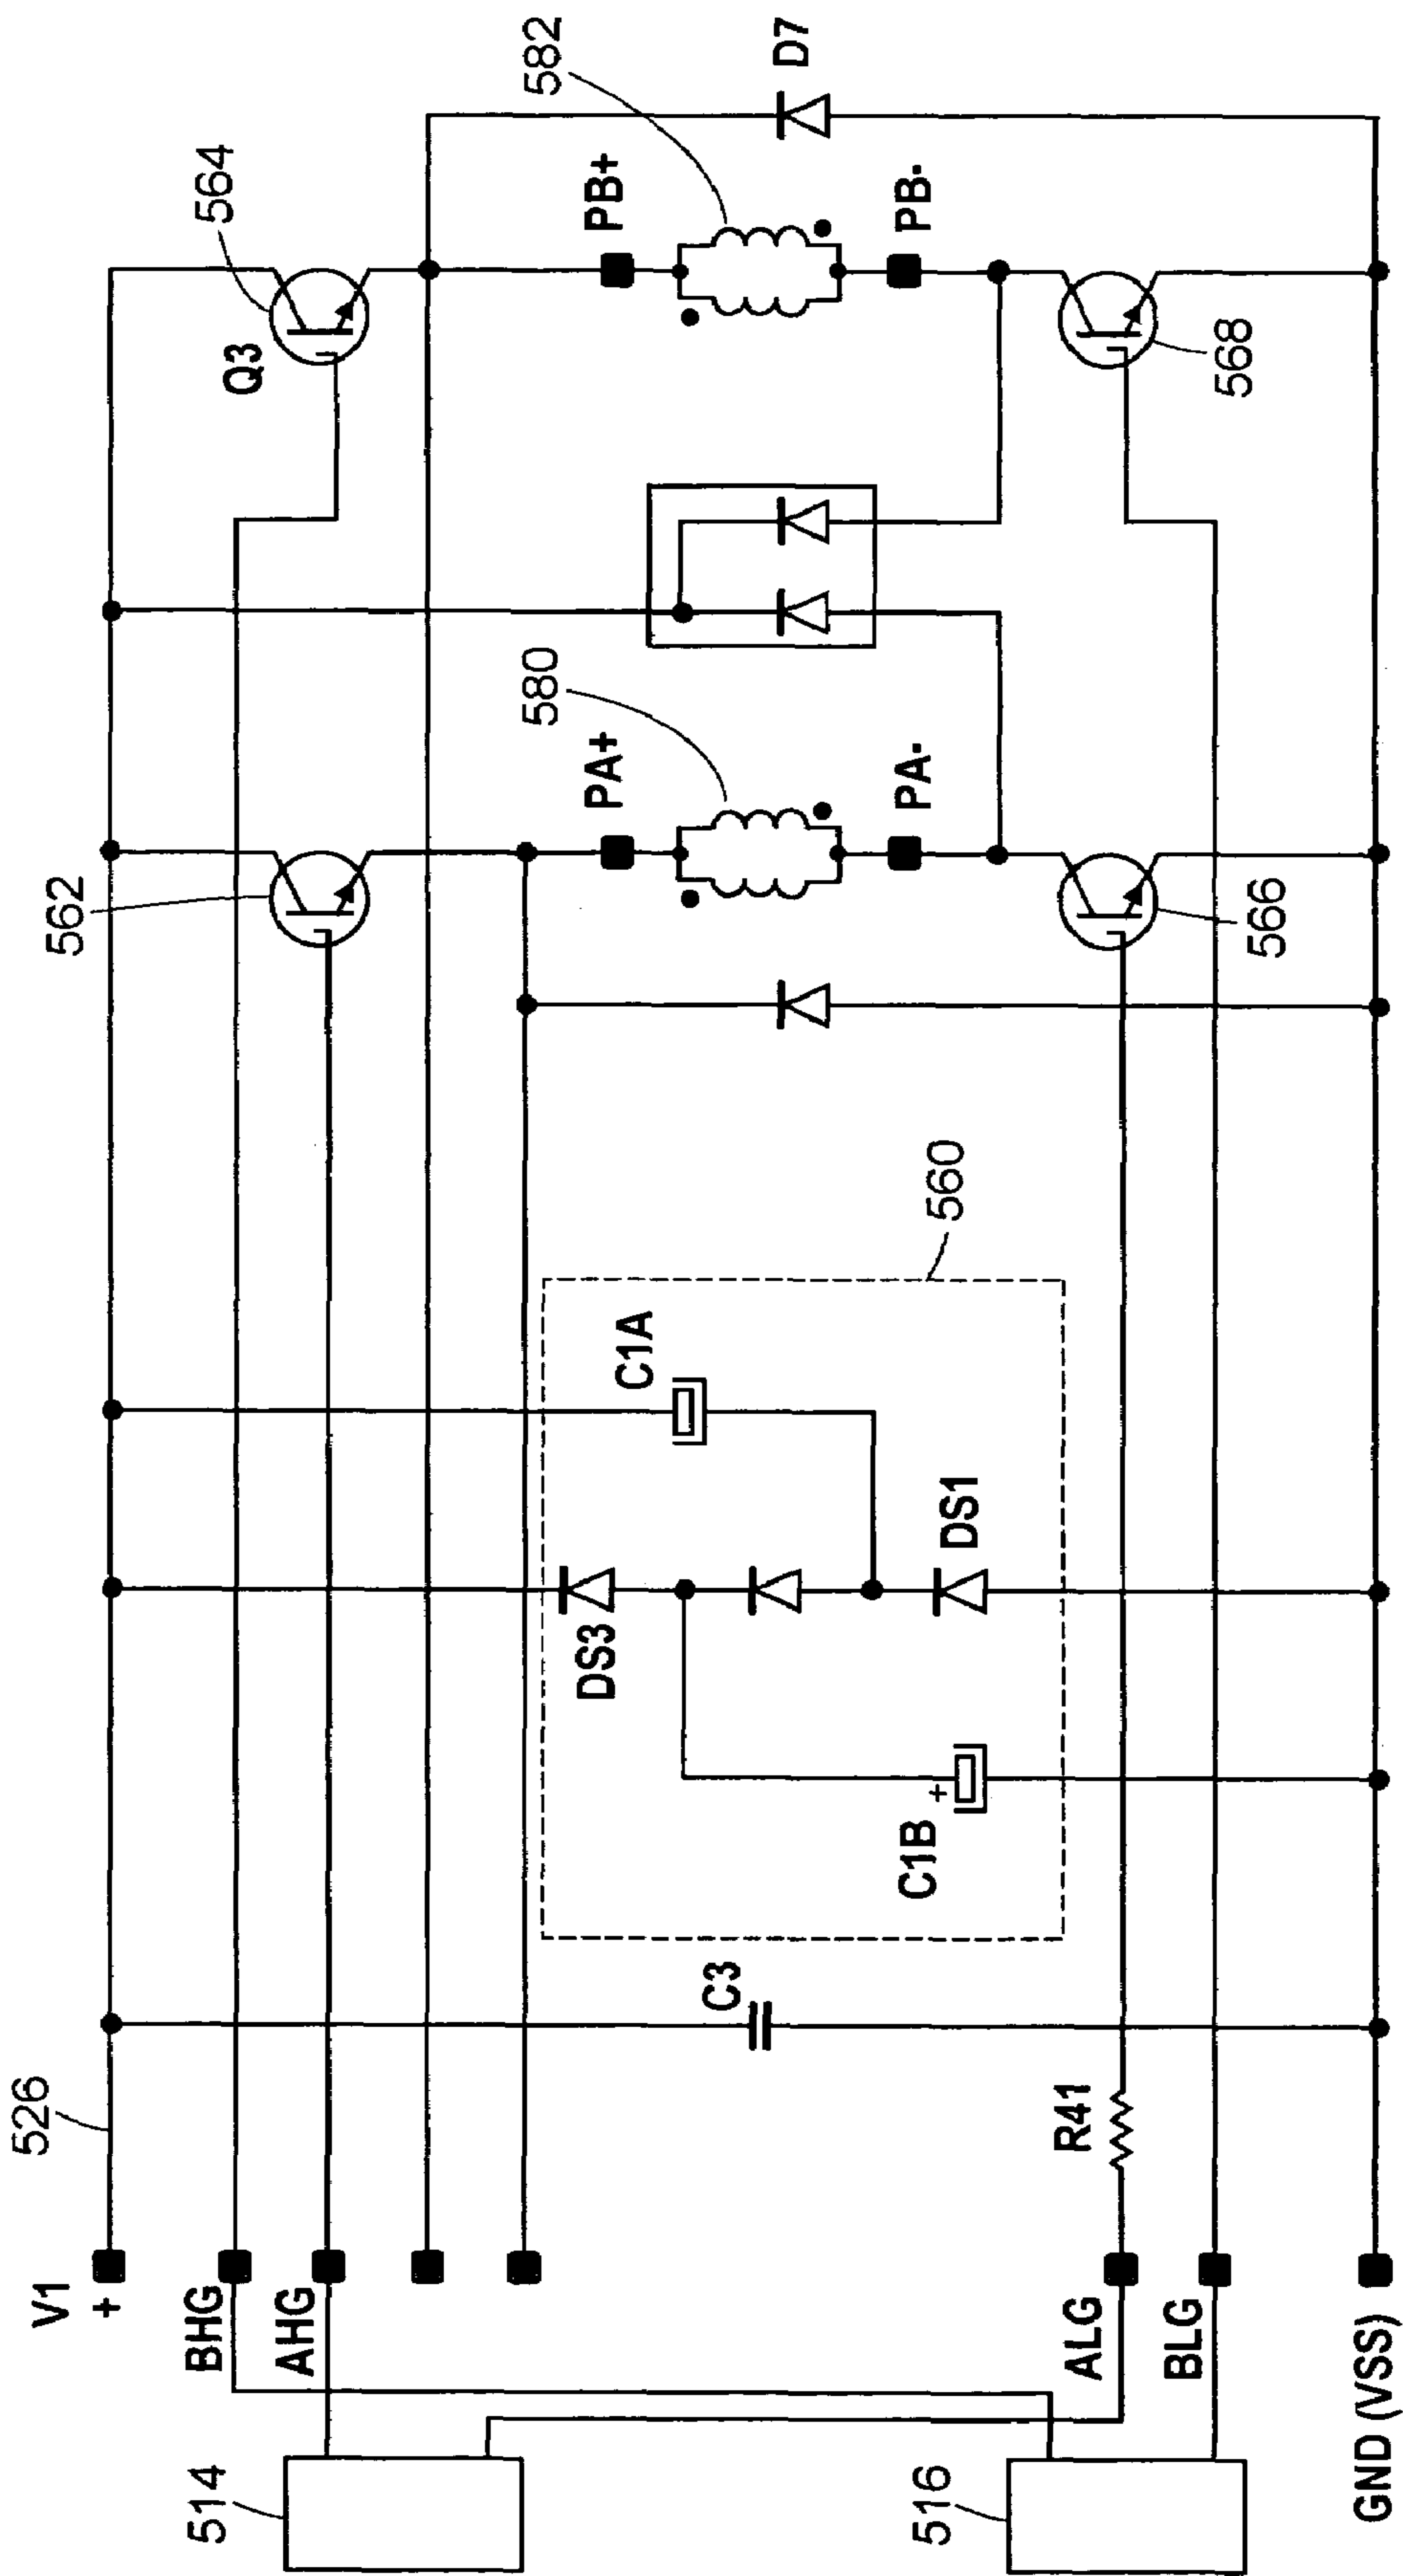 V1
526
562
+
514
BHG
564
Q3
AHG
580
582
DS3
PA+
PB+
C1A
C3
D7
C1B
PA-
PB-
516
560
DS1
R41
ALG
BLG
568
566
GND (VSS)